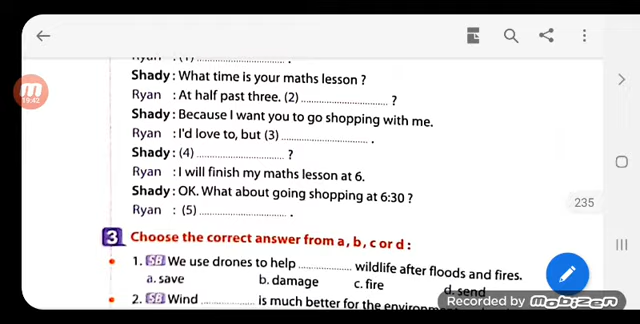 Ryan : (1) ........................ .
Shady : What time is your maths lesson ?
Ryan : At half past three. (2) ........................ ?
Shady : Because I want you to go shopping with me.
Ryan : I'd love to, but (3) ........................ .
Shady : (4) ........................ ?
Ryan : I will finish my maths lesson at 6.
Shady : OK. What about going shopping at 6:30 ?
Ryan : (5) ........................ .
3 Choose the correct answer from a, b, c or d :
1. SB We use drones to help ................ wildlife after floods and fires.
a. save b. damage c. fire d. send
2. SB Wind ................ is much better for the
19:42
235
Recorded by Mobizen